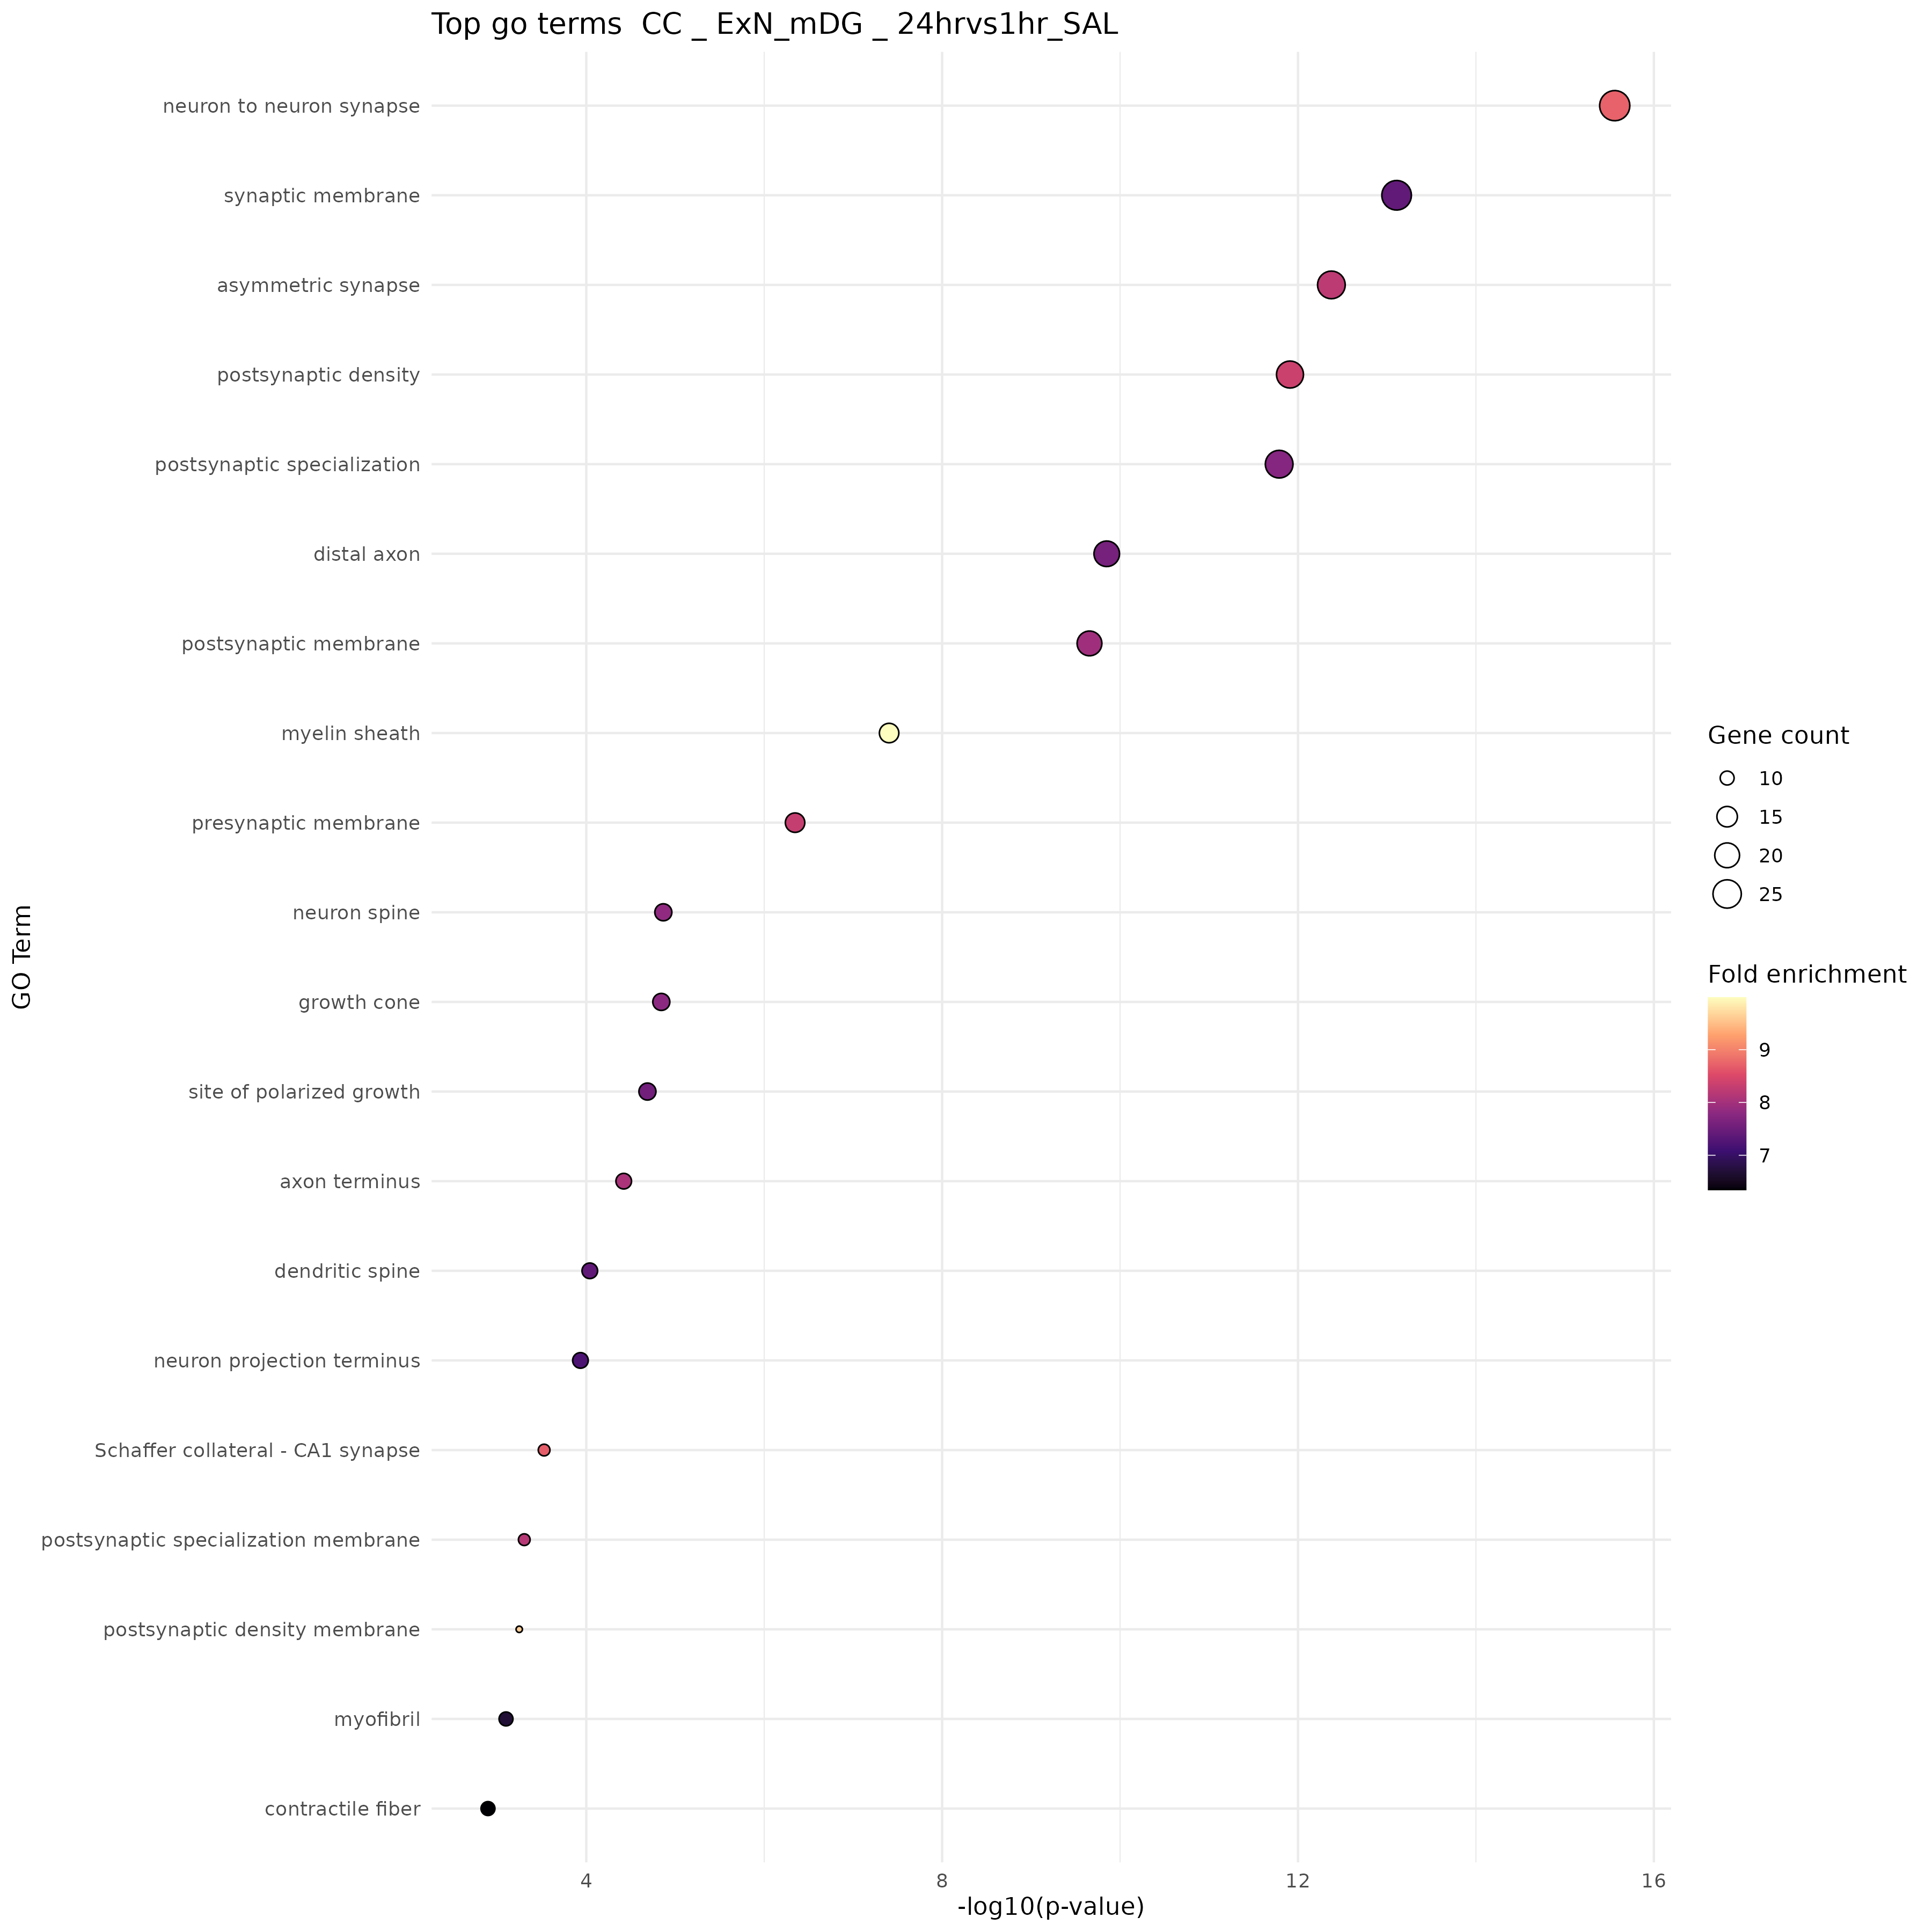 Top go terms  CC _ ExN_mDG _ 24hrvs1hr_SAL
neuron to neuron synapse
synaptic membrane
asymmetric synapse
postsynaptic density
postsynaptic specialization
distal axon
postsynaptic membrane
myelin sheath
presynaptic membrane
neuron spine
growth cone
site of polarized growth
axon terminus
dendritic spine
neuron projection terminus
Schaffer collateral - CA1 synapse
postsynaptic specialization membrane
postsynaptic density membrane
myofibril
contractile fiber
GO Term
4 8 12 16
-log10(p-value)
Gene count
10
15
20
25
Fold enrichment
9
8
7